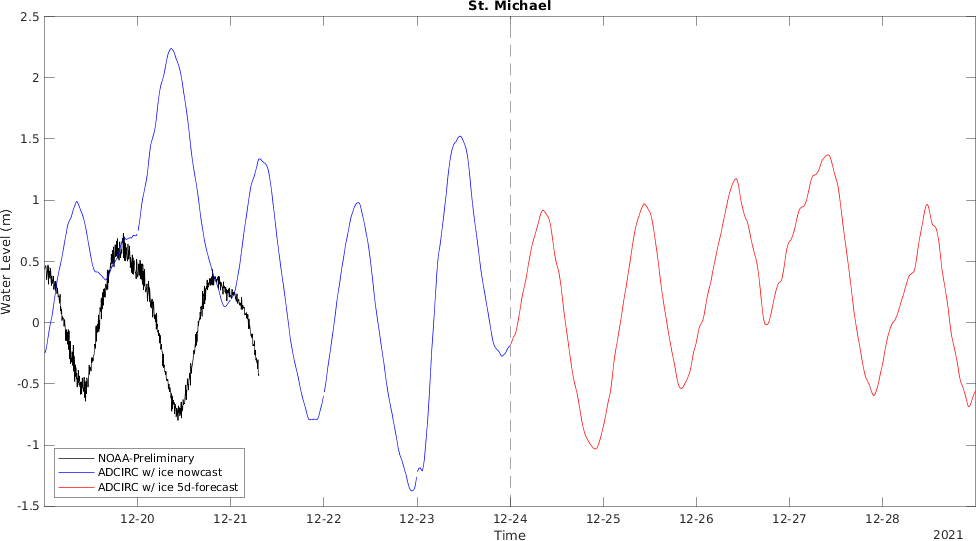 St. Michael
2.5
2
1.5
1
0.5
0
-0.5
-1
-1.5
Water Level (m)
NOAA-Preliminary
ADCIRC w/ ice nowcast
ADCIRC w/ ice 5d-forecast
12-20 12-21 12-22 12-23 12-24 12-25 12-26 12-27 12-28
Time
2021